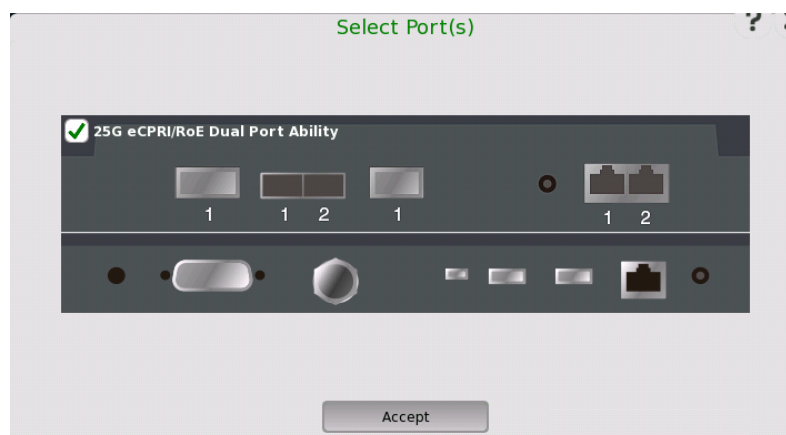 Select Port(s)
?
25G eCPRI/RoE Dual Port Ability
1 1 2 1 1 2
Accept